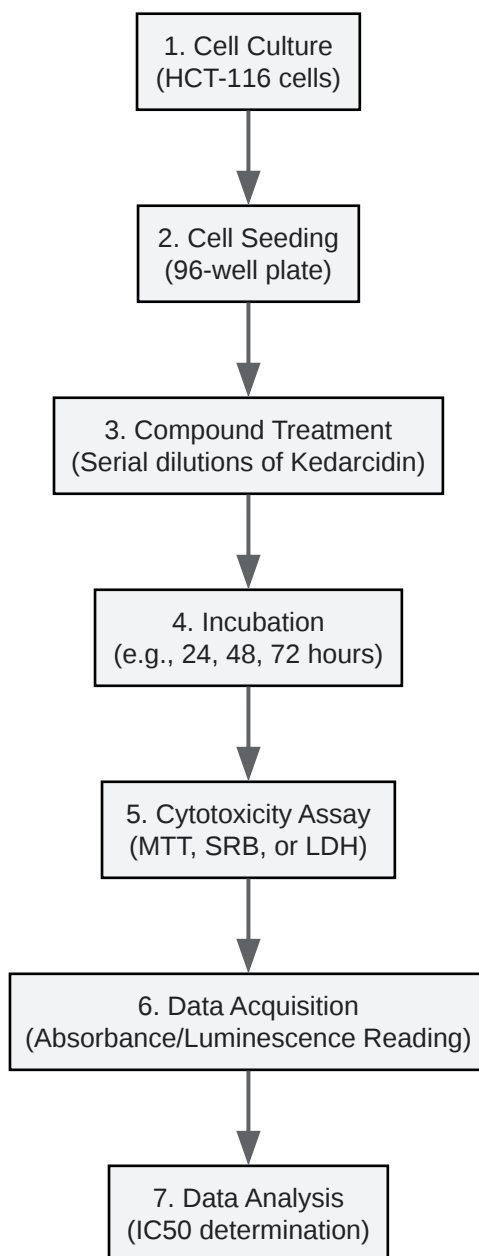 1. Cell Culture
(HCT-116 cells)
2. Cell Seeding
(96-well plate)
3. Compound Treatment
(Serial dilutions of Kedarcidin)
4. Incubation
(e.g., 24, 48, 72 hours)
5. Cytotoxicity Assay
(MTT, SRB, or LDH)
6. Data Acquisition
(Absorbance/Luminescence Reading)
7. Data Analysis
(IC50 determination)